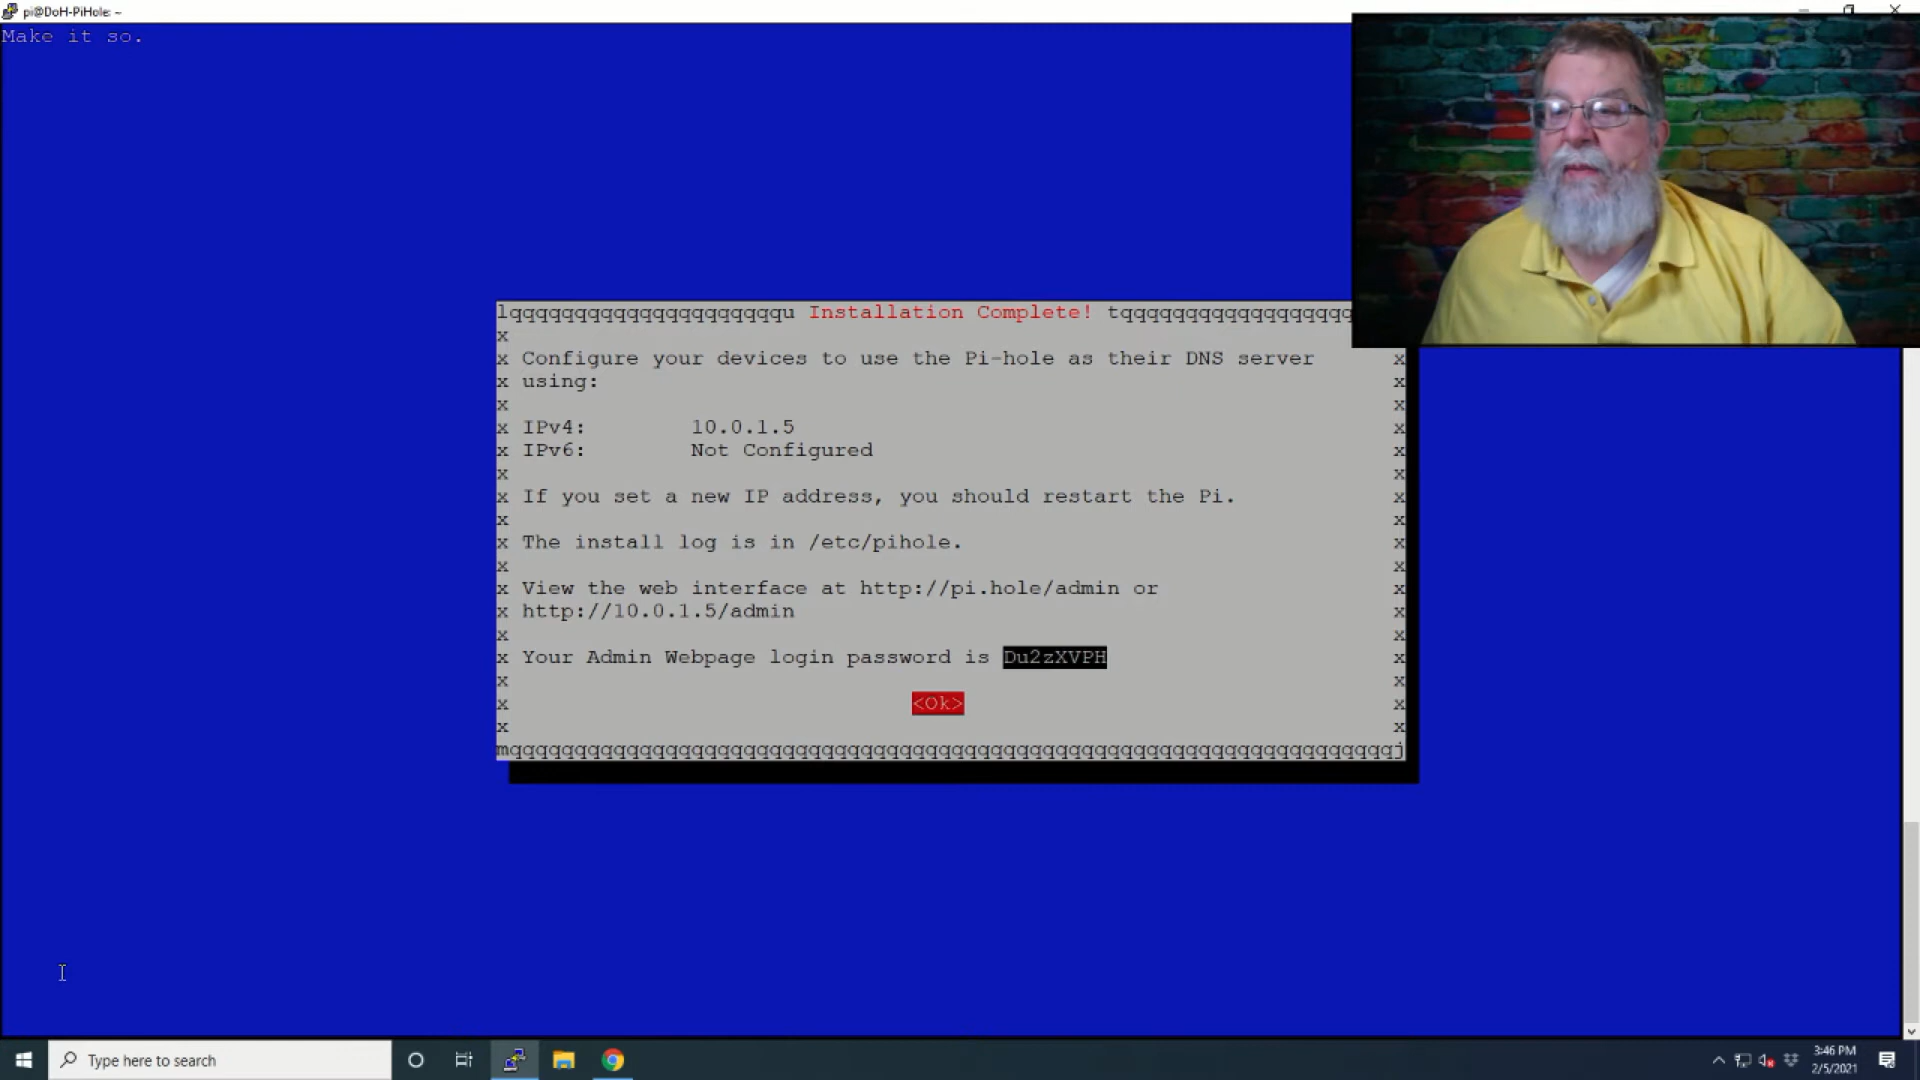 pi@DoH-PiHole: ~
Make it so.
lqqqqqqqqqqqqqqqqqqqqqu Installation Complete! tqqqqqqqqqqqqqqqqqqq
x
x Configure your devices to use the Pi-hole as their DNS server x
x using: x
x x
x IPv4: 10.0.1.5 x
x IPv6: Not Configured x
x x
x If you set a new IP address, you should restart the Pi. x
x x
x The install log is in /etc/pihole. x
x x
x View the web interface at http://pi.hole/admin or x
x http://10.0.1.5/admin x
x x
x Your Admin Webpage login password is Du2zXVPH x
x x
x <Ok> x
x x
mqqqqqqqqqqqqqqqqqqqqqqqqqqqqqqqqqqqqqqqqqqqqqqqqqqqqqqqqqqqqqqqqqqqqj
Type here to search
3:46 PM
2/5/2021